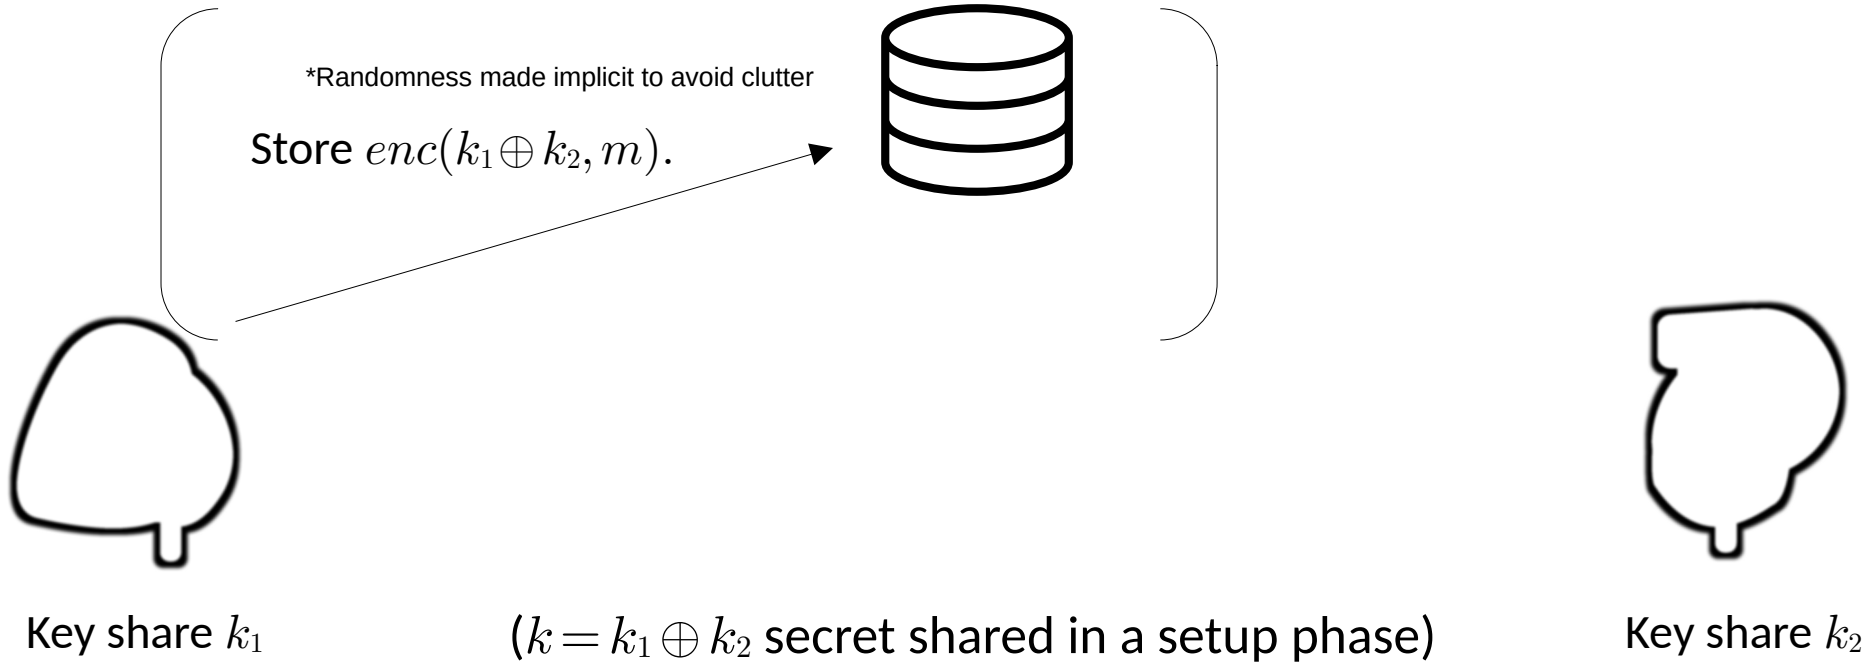 *Randomness made implicit to avoid clutter
Store enc(k₁⊕k₂,m).
Key share k₁
(k=k₁⊕k₂ secret shared in a setup phase)
Key share k₂